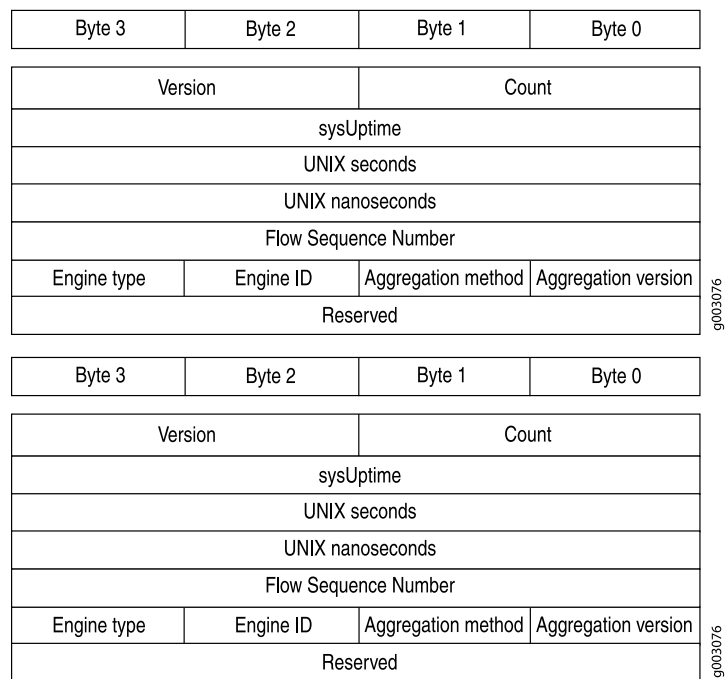 Byte 3 Byte 2 Byte 1 Byte 0
Version Count
sysUptime
UNIX seconds
UNIX nanoseconds
Flow Sequence Number
Engine type Engine ID Aggregation method Aggregation version
Reserved
g003076
Byte 3 Byte 2 Byte 1 Byte 0
Version Count
sysUptime
UNIX seconds
UNIX nanoseconds
Flow Sequence Number
Engine type Engine ID Aggregation method Aggregation version
Reserved
g003076